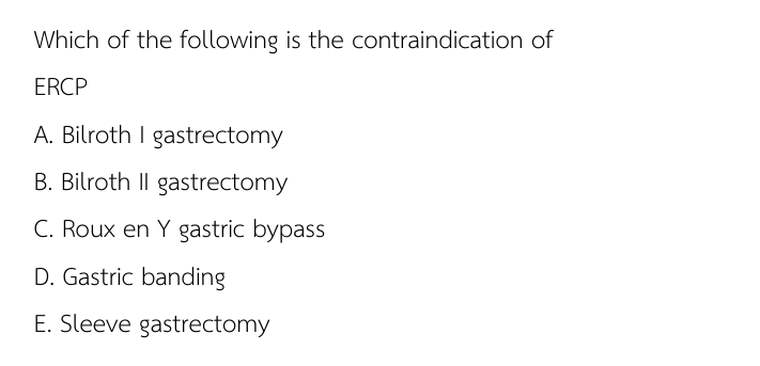 Which of the following is the contraindication of
ERCP
A. Bilroth I gastrectomy
B. Bilroth II gastrectomy
C. Roux en Y gastric bypass
D. Gastric banding
E. Sleeve gastrectomy